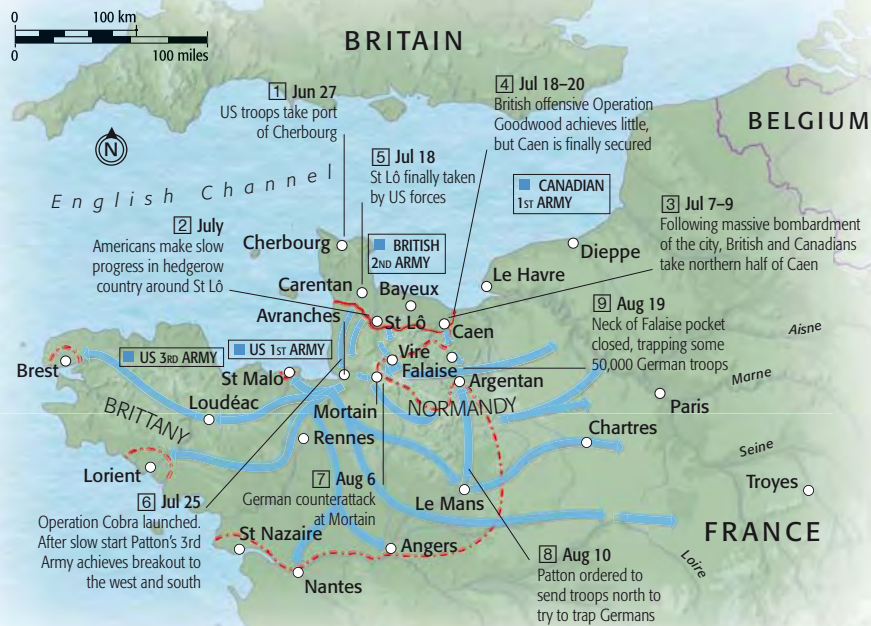 0 100 km
0 100 miles
BRITAIN
BELGIUM
FRANCE
N
English Channel
1 Jun 27
US troops take port
of Cherbourg
4 Jul 18–20
British offensive Operation
Goodwood achieves little,
but Caen is finally secured
5 Jul 18
St Lô finally taken
by US forces
CANADIAN
1ST ARMY
2 July
Americans make slow
progress in hedgerow
country around St Lô
3 Jul 7–9
Following massive bombardment
of the city, British and Canadians
take northern half of Caen
BRITISH
2ND ARMY
Cherbourg
Dieppe
Le Havre
Carentan
Bayeux
Avranches
St Lô
Caen
9 Aug 19
Neck of Falaise pocket
closed, trapping some
50,000 German troops
Aisne
US 3RD ARMY
US 1ST ARMY
Vire
Falaise
Brest
St Malo
Argentan
Marne
Loudéac
BRITTANY
Mortain
NORMANDY
Paris
Rennes
Chartres
Seine
Lorient
7 Aug 6
German counterattack
at Mortain
Le Mans
Troyes
6 Jul 25
Operation Cobra launched.
After slow start Patton's 3rd
Army achieves breakout to
the west and south
St Nazaire
Angers
Nantes
8 Aug 10
Patton ordered to
send troops north to
try to trap Germans
Loire